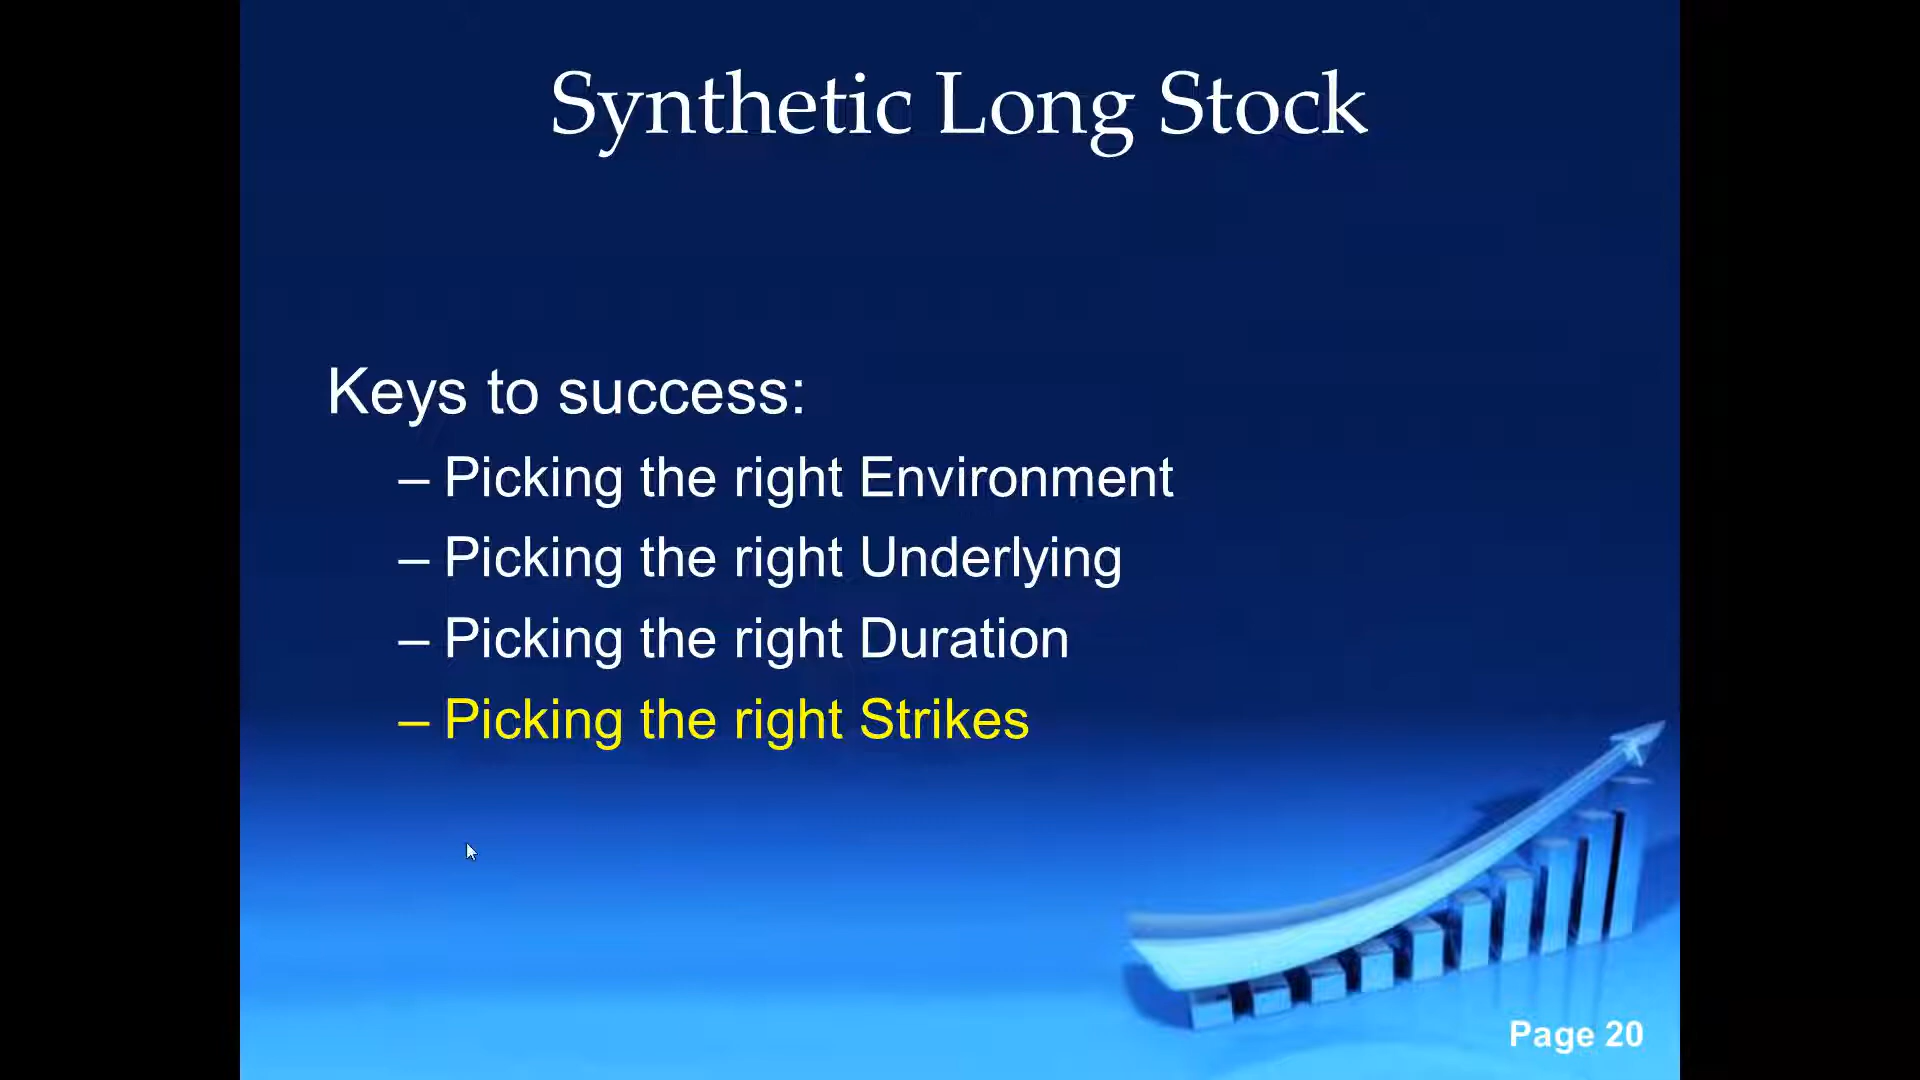 Synthetic Long Stock
Keys to success:
– Picking the right Environment
– Picking the right Underlying
– Picking the right Duration
– Picking the right Strikes
Page 20